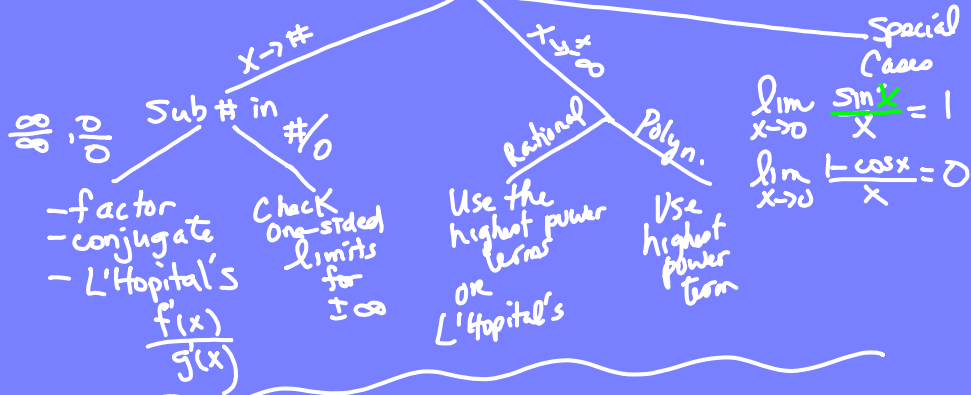 x→#
x→±∞
Special
Cases
Sub # in
∞/∞, 0/0
#/0
Rational
Polyn.
lim x→0 sin x/x = 1
lim x→0 1-cosx/x = 0
-factor
-conjugate
- L'Hopital's
f'(x)/g'(x)
Check
one-sided
limits
for
±∞
Use the
highest power
terms
or
L'Hopital's
Use
highest
power
term